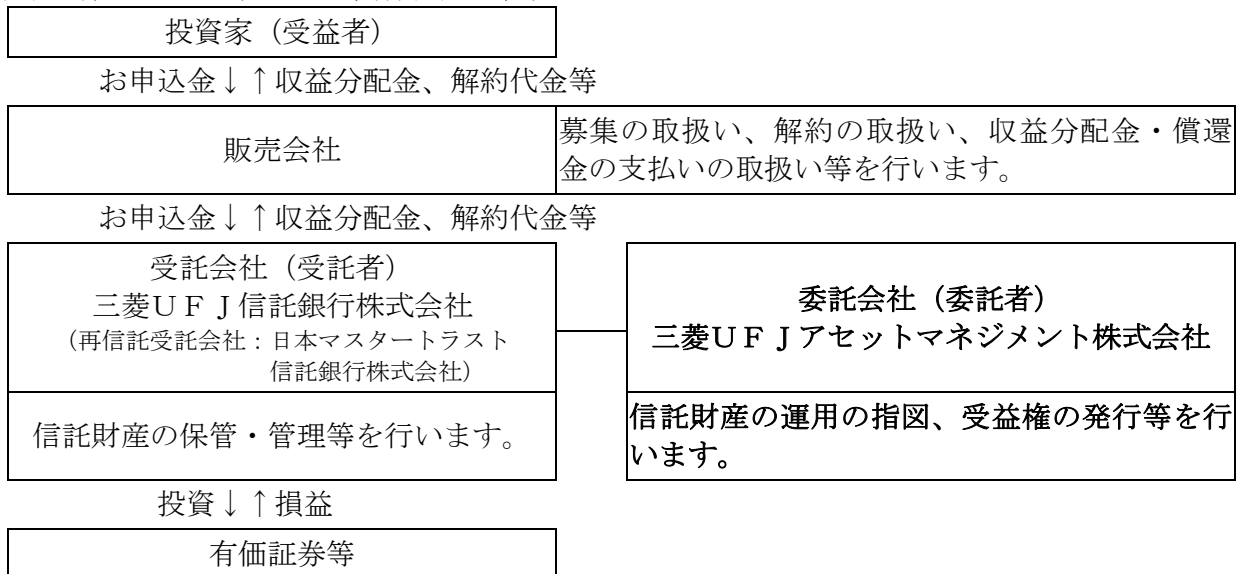 投資家（受益者）
お申込金↓↑収益分配金、解約代金等
販売会社
募集の取扱い、解約の取扱い、収益分配金・償還
金の支払いの取扱い等を行います。
お申込金↓↑収益分配金、解約代金等
受託会社（受託者）
三菱ＵＦＪ信託銀行株式会社
（再信託受託会社：日本マスタートラスト
信託銀行株式会社）
信託財産の保管・管理等を行います。
委託会社（委託者）
三菱ＵＦＪアセットマネジメント株式会社
信託財産の運用の指図、受益権の発行等を行
います。
投資↓↑損益
有価証券等